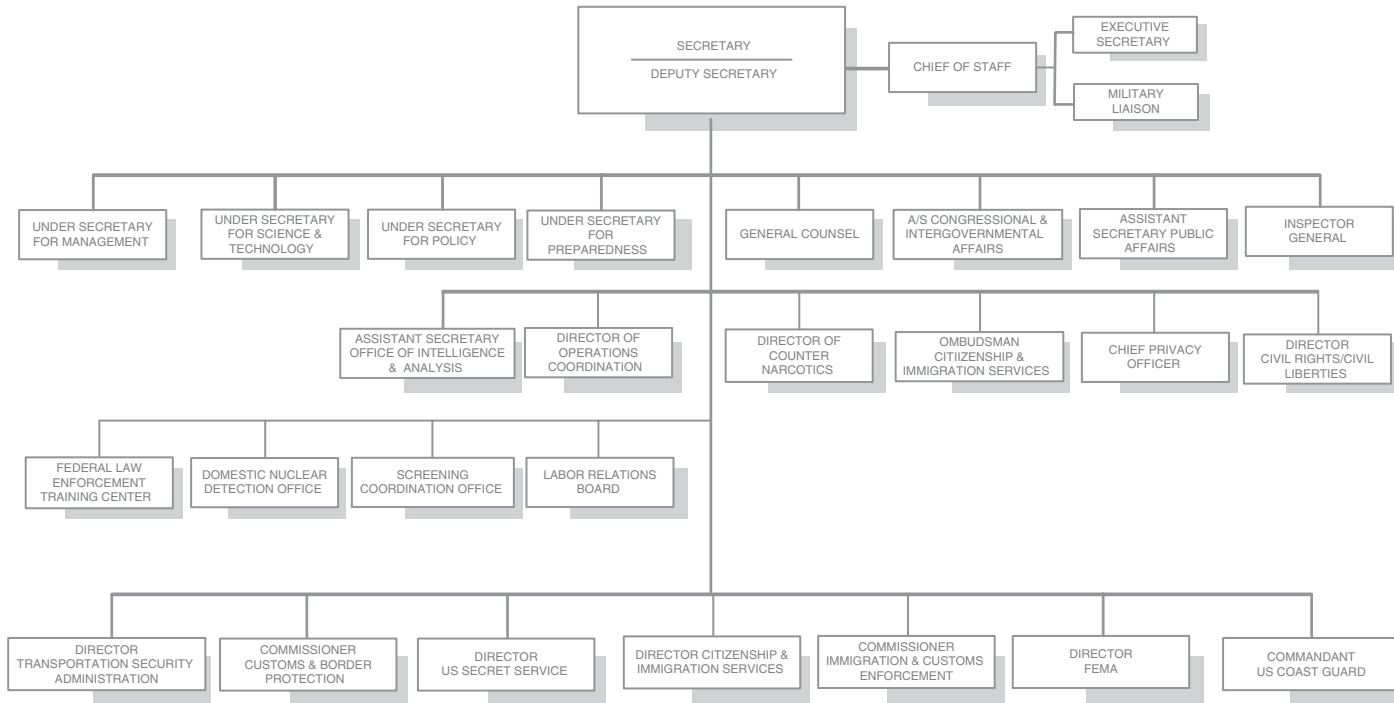 SECRETARY
DEPUTY SECRETARY
CHIEF OF STAFF
EXECUTIVE
SECRETARY
MILITARY
LIAISON
UNDER SECRETARY
FOR MANAGEMENT
UNDER SECRETARY
FOR SCIENCE &
TECHNOLOGY
UNDER SECRETARY
FOR POLICY
UNDER SECRETARY
FOR
PREPAREDNESS
GENERAL COUNSEL
A/S CONGRESSIONAL &
INTERGOVERNMENTAL
AFFAIRS
ASSISTANT
SECRETARY PUBLIC
AFFAIRS
INSPECTOR
GENERAL
ASSISTANT SECRETARY
OFFICE OF INTELLIGENCE
& ANALYSIS
DIRECTOR OF
OPERATIONS
COORDINATION
DIRECTOR OF
COUNTER
NARCOTICS
OMBUDSMAN
CITIIZENSHIP &
IMMIGRATION SERVICES
CHIEF PRIVACY
OFFICER
DIRECTOR
CIVIL RIGHTS/CIVIL
LIBERTIES
FEDERAL LAW
ENFORCEMENT
TRAINING CENTER
DOMESTIC NUCLEAR
DETECTION OFFICE
SCREENING
COORDINATION OFFICE
LABOR RELATIONS
BOARD
DIRECTOR
TRANSPORTATION SECURITY
ADMINISTRATION
COMMISSIONER
CUSTOMS & BORDER
PROTECTION
DIRECTOR
US SECRET SERVICE
DIRECTOR CITIZENSHIP &
IMMIGRATION SERVICES
COMMISSIONER
IMMIGRATION & CUSTOMS
ENFORCEMENT
DIRECTOR
FEMA
COMMANDANT
US COAST GUARD